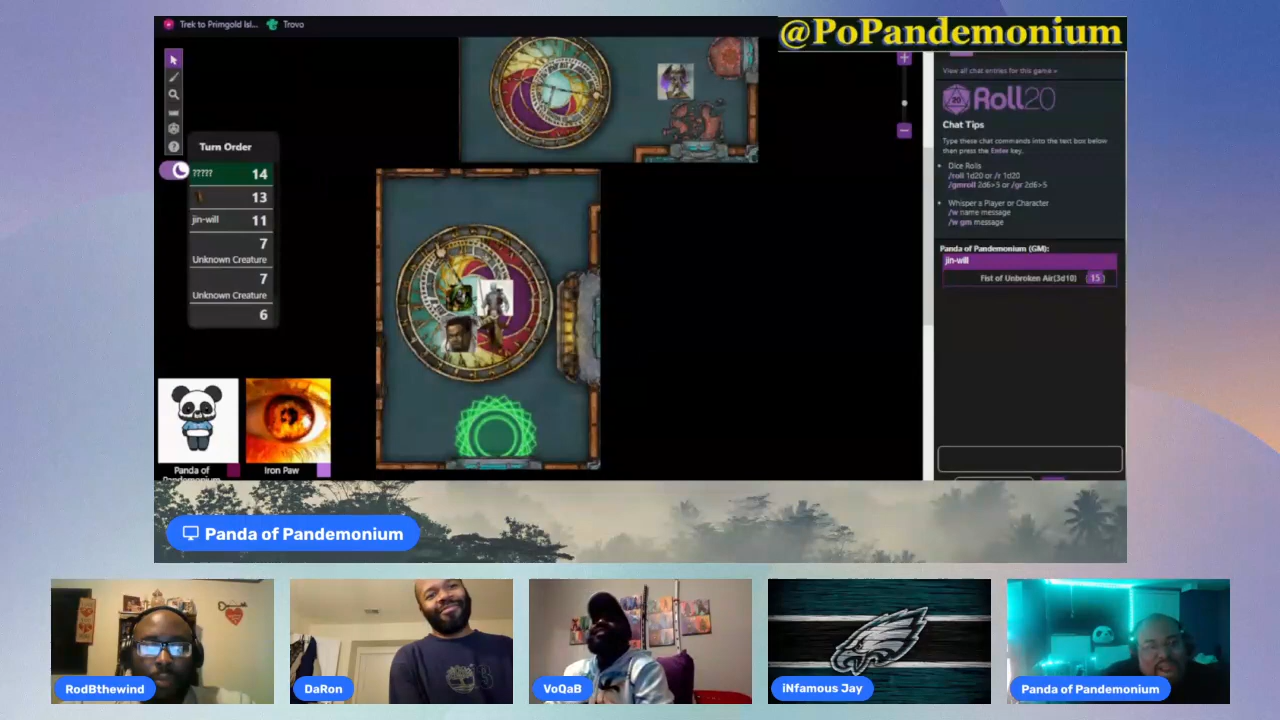 Trek to Primgold Isl... Trovo
@PoPandemonium
Turn Order
????? 14
13
jin-will 11
7
Unknown Creature
7
Unknown Creature
6
Panda of
Pandemonium
Iron Paw
View all chat entries for this game »
20 Roll20
Chat Tips
Type these chat commands into the text box below
then press the Enter key.
Dice Rolls
/roll 1d20 or /r 1d20
/gmroll 2d6>5 or /gr 2d6>5
Whisper a Player or Character
/w name message
/w gm message
Panda of Pandemonium (GM):
jin-will
Fist of Unbroken Air(3d10) 15
Panda of Pandemonium
RodBthewind
DaRon
VoQaB
iNfamous Jay
Panda of Pandemonium